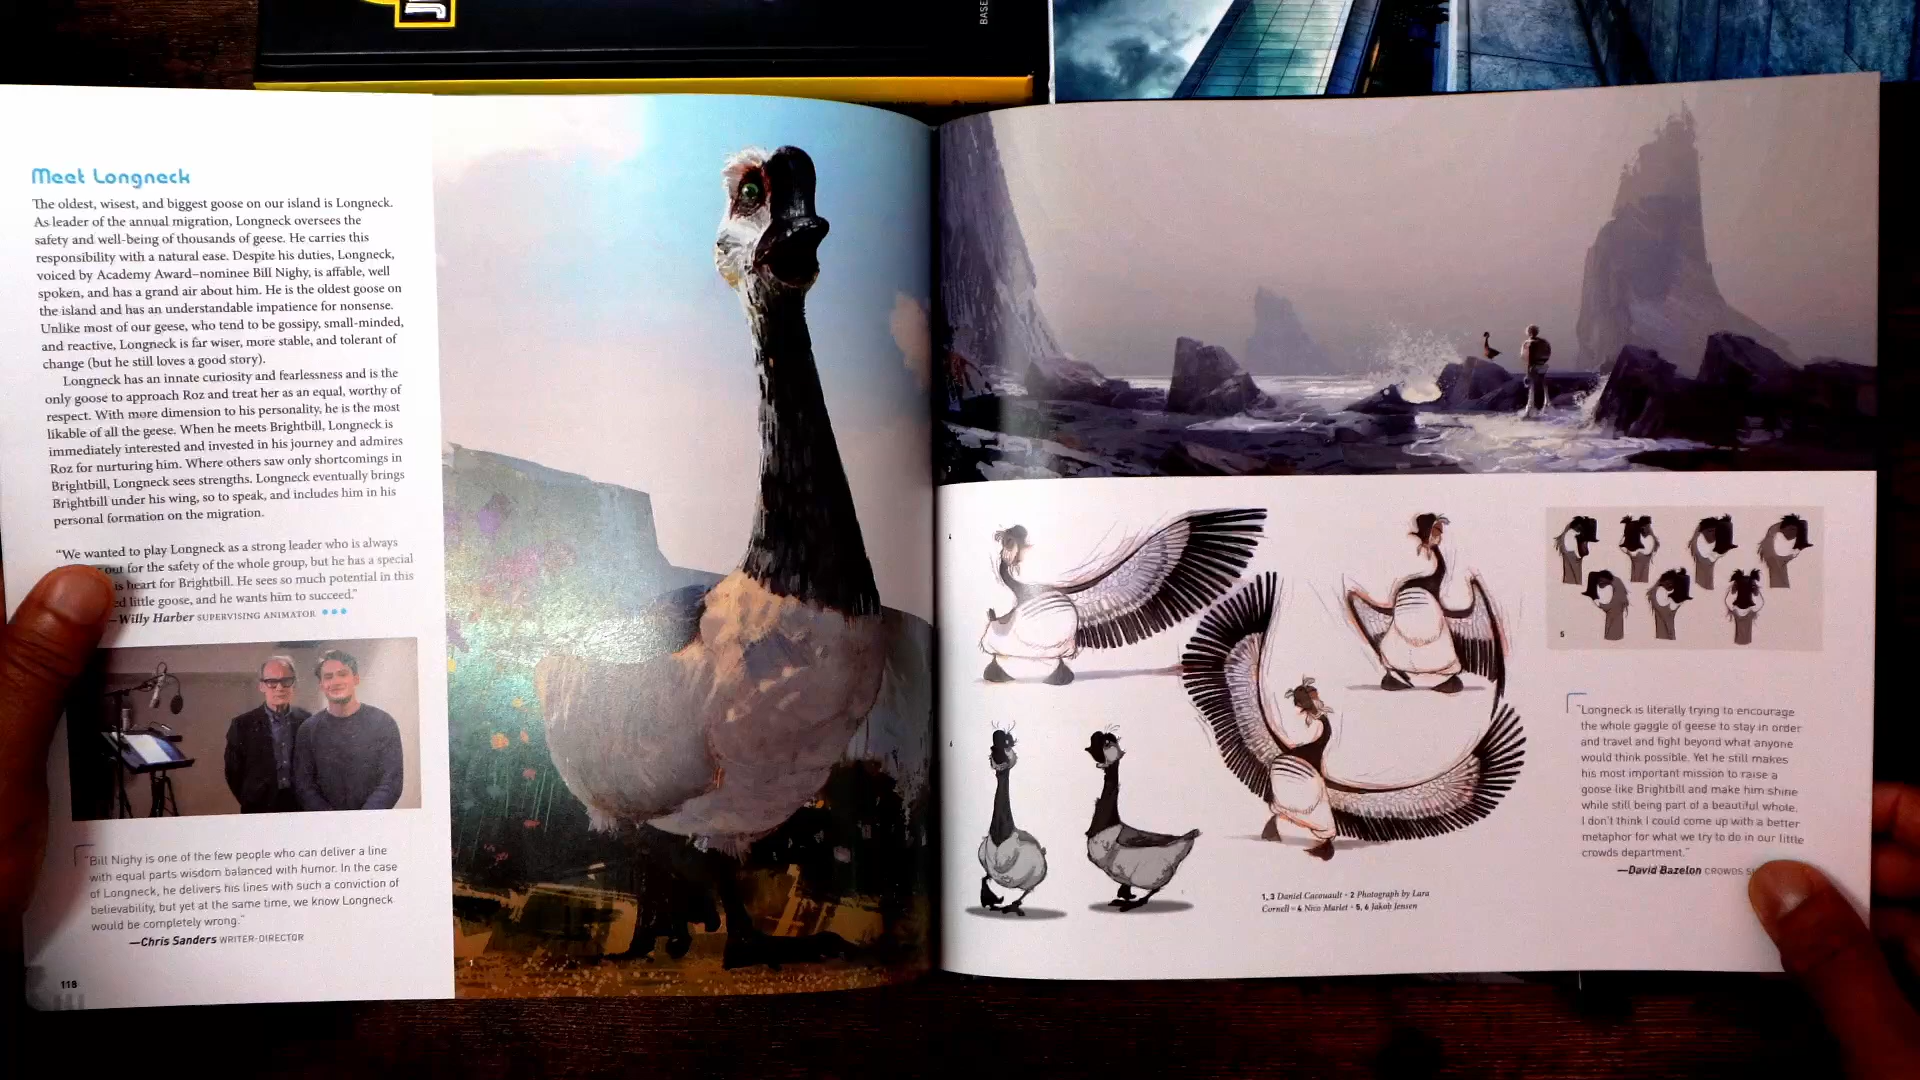 BASE
Meet Longneck
The oldest, wisest, and biggest goose on our island is Longneck.
As leader of the annual migration, Longneck oversees the
safety and well-being of thousands of geese. He carries this
responsibility with a natural ease. Despite his duties, Longneck,
voiced by Academy Award–nominee Bill Nighy, is affable, well
spoken, and has a grand air about him. He is the oldest goose on
the island and has an understandable impatience for nonsense.
Unlike most of our geese, who tend to be gossipy, small-minded,
and reactive, Longneck is far wiser, more stable, and tolerant of
change (but he still loves a good story).
Longneck has an innate curiosity and fearlessness and is the
only goose to approach Roz and treat her as an equal, worthy of
respect. With more dimension to his personality, he is the most
likable of all the geese. When he meets Brightbill, Longneck is
immediately interested and invested in his journey and admires
Roz for nurturing him. Where others saw only shortcomings in
Brightbill, Longneck sees strengths. Longneck eventually brings
Brightbill under his wing, so to speak, and includes him in his
personal formation on the migration.
“We wanted to play Longneck as a strong leader who is always
out for the safety of the whole group, but he has a special
is heart for Brightbill. He sees so much potential in this
little goose, and he wants him to succeed.”
—Willy Harber SUPERVISING ANIMATOR
“Bill Nighy is one of the few people who can deliver a line
with equal parts wisdom balanced with humor. In the case
of Longneck, he delivers his lines with such a conviction of
believability, but yet at the same time, we know Longneck
would be completely wrong.”
—Chris Sanders WRITER-DIRECTOR
118
1
3
4
5
6
1, 3 Daniel Cacouault • 2 Photograph by Lara
Cornell • 4 Nico Marlet • 5, 6 Jakob Jensen
“Longneck is literally trying to encourage
the whole gaggle of geese to stay in order
and travel and fight beyond what anyone
would think possible. Yet he still makes
his most important mission to raise a
goose like Brightbill and make him shine
while still being part of a beautiful whole.
I don't think I could come up with a better
metaphor for what we try to do in our little
crowds department.”
—David Bazelon CROWDS